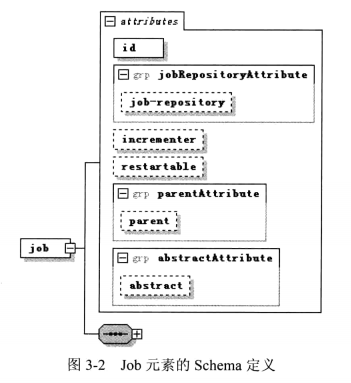 attributes
id
grp jobRepositoryAttribute
job-repository
incrementer
restartable
grp parentAttribute
parent
job
grp abstractAttribute
abstract
图 3-2 Job 元素的 Schema 定义